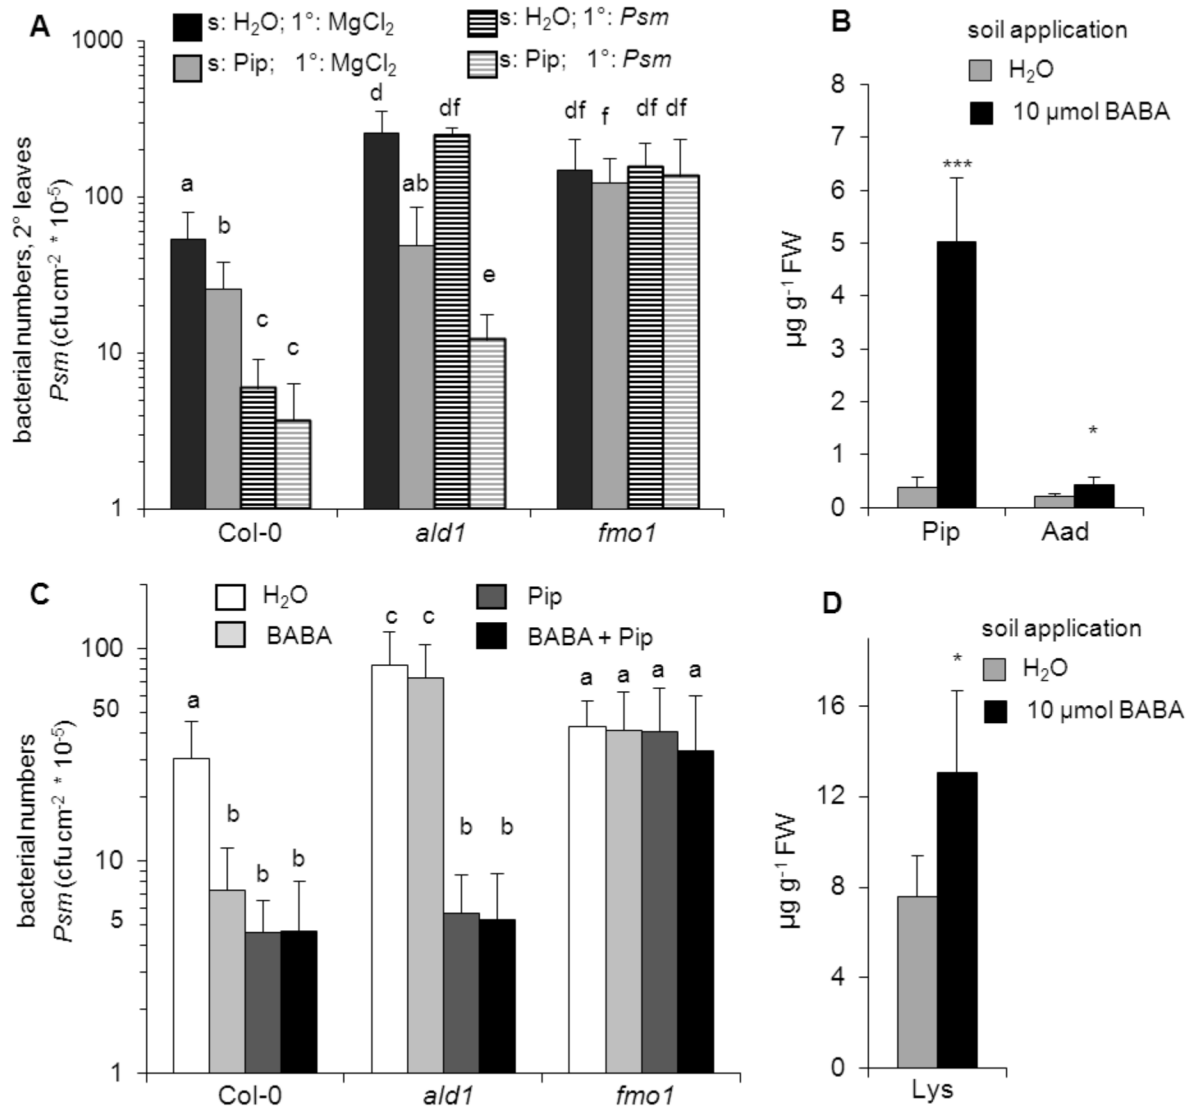 A
s: H₂O; 1°: MgCl₂
s: H₂O; 1°: Psm
s: Pip; 1°: MgCl₂
s: Pip; 1°: Psm
bacterial numbers, 2° leaves
Psm (cfu cm⁻² * 10⁻⁵)
1000
100
10
1
a
b
c
c
d
ab
df
e
df
f
df
df
Col-0
ald1
fmo1
B
soil application
H₂O
10 µmol BABA
µg g⁻¹ FW
8
7
6
5
4
3
2
1
0
***
*
Pip
Aad
C
H₂O
Pip
BABA
BABA + Pip
bacterial numbers
Psm (cfu cm⁻² * 10⁻⁵)
100
50
10
5
1
a
b
b
b
c
c
b
b
a
a
a
a
Col-0
ald1
fmo1
D
soil application
H₂O
10 µmol BABA
µg g⁻¹ FW
16
12
8
4
0
*
Lys